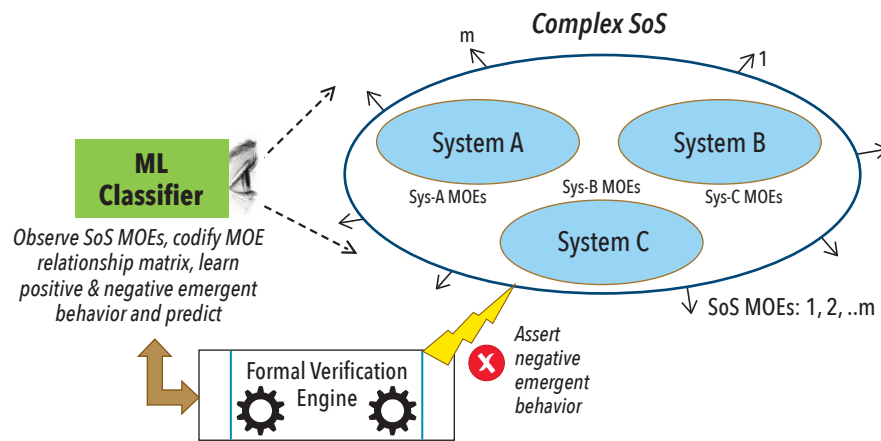 Complex SoS
m
1
System A
System B
Sys-A MOEs
Sys-B MOEs
Sys-C MOEs
System C
SoS MOEs: 1, 2, ..m
ML
Classifier
Observe SoS MOEs, codify MOE
relationship matrix, learn
positive & negative emergent
behavior and predict
Formal Verification
Engine
X
Assert
negative
emergent
behavior